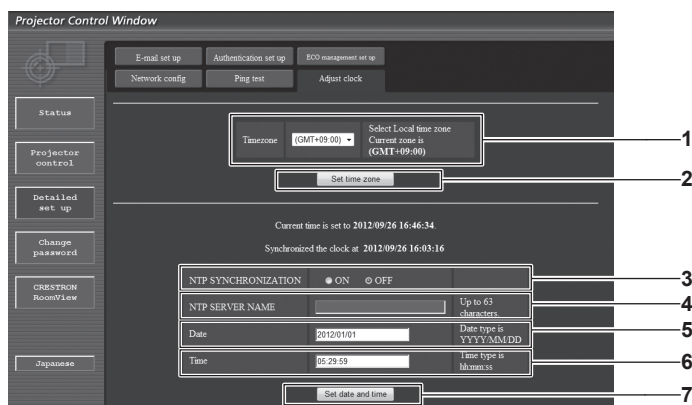 Projector Control Window
E-mail set up
Authentication set up
ECO management set up
Network config
Ping test
Adjust clock
Status
Projector
control
Detailed
set up
Change
password
CRESTRON
RoomView
Japanese
Timezone
(GMT+09:00)
Select Local time zone
Current zone is
(GMT+09:00)
1
Set time zone
2
Current time is set to 2012/09/26 16:46:34.
Synchronized the clock at 2012/09/26 16:03:16
NTP SYNCHRONIZATION
ON
OFF
3
NTP SERVER NAME
Up to 63
characters.
4
Date
2012/01/01
Date type is
YYYY/MM/DD
5
Time
05:29:59
Time type is
hh:mm:ss
6
Set date and time
7